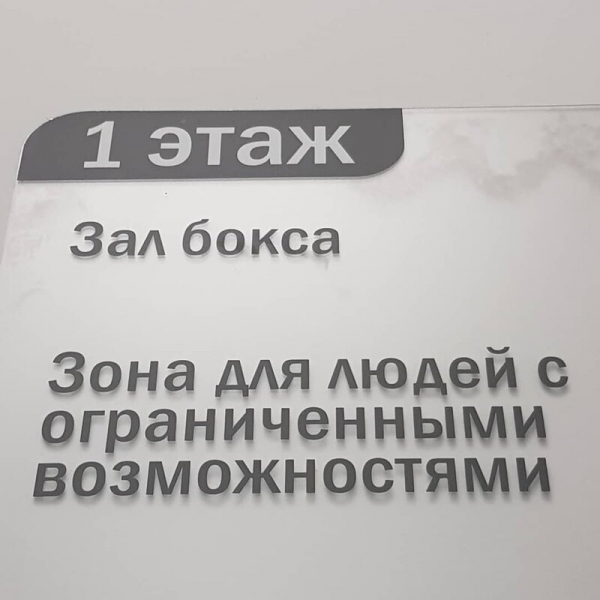 1 этаж
Зал бокса
Зона для людей с
ограниченными
возможностями